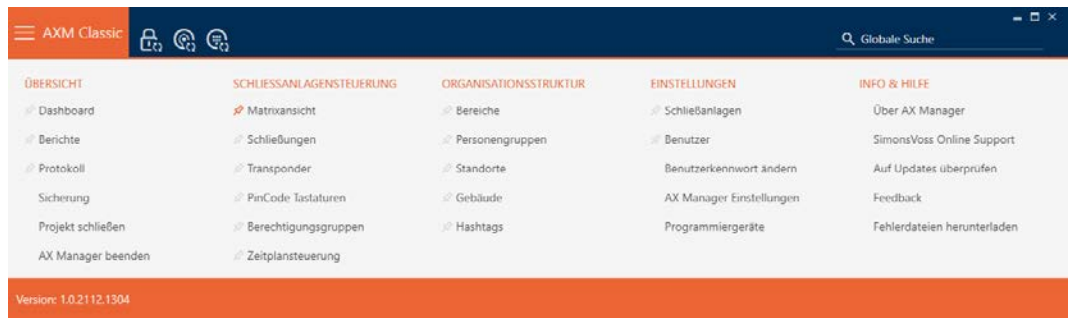 AXM Classic
Globale Suche
ÜBERSICHT
Dashboard
Berichte
Protokoll
Sicherung
Projekt schließen
AX Manager beenden
SCHLIESSANLAGENSTEUERUNG
Matrixansicht
Schließungen
Transponder
PinCode Tastaturen
Berechtigungsgruppen
Zeitplansteuerung
ORGANISATIONSSTRUKTUR
Bereiche
Personengruppen
Standorte
Gebäude
Hashtags
EINSTELLUNGEN
Schließanlagen
Benutzer
Benutzerkennwort ändern
AX Manager Einstellungen
Programmiergeräte
INFO & HILFE
Über AX Manager
SimonsVoss Online Support
Auf Updates überprüfen
Feedback
Fehlerdateien herunterladen
Version: 1.0.2112.1304